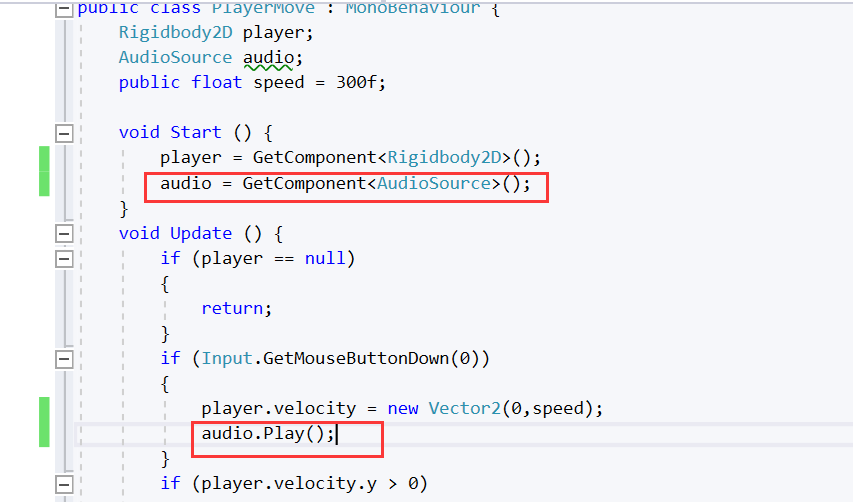 public class PlayerMove : MonoBehaviour {
Rigidbody2D player;
AudioSource audio;
public float speed = 300f;
void Start () {
player = GetComponent<Rigidbody2D>();
audio = GetComponent<AudioSource>();
}
void Update () {
if (player == null)
{
return;
}
if (Input.GetMouseButtonDown(0))
{
player.velocity = new Vector2(0,speed);
audio.Play();
}
if (player.velocity.y > 0)